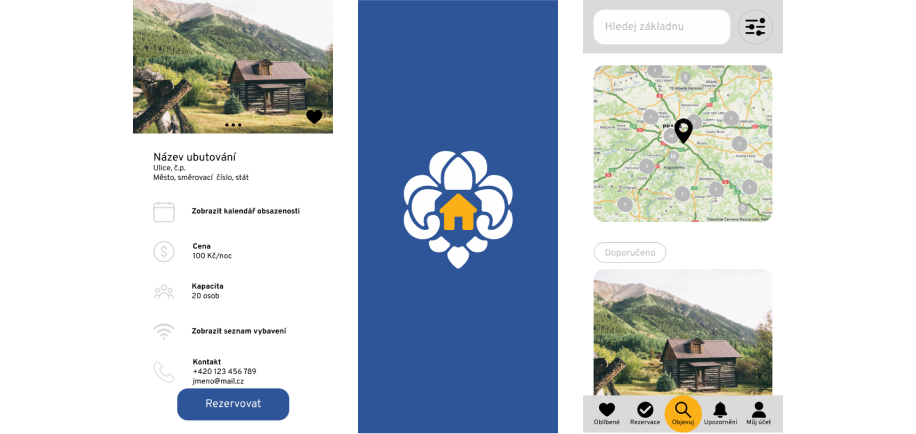 Název ubutování
Ulice, č.p.
Město, směrovací číslo, stát
Zobrazit kalendář obsazenosti
Cena
100 Kč/noc
Kapacita
20 osob
Zobrazit seznam vybavení
Kontakt
+420 123 456 789
jmeno@mail.cz
Rezervovat
Hledej základnu
Doporučeno
Oblíbené
Rezervace
Objevuj
Upozornění
Můj účet